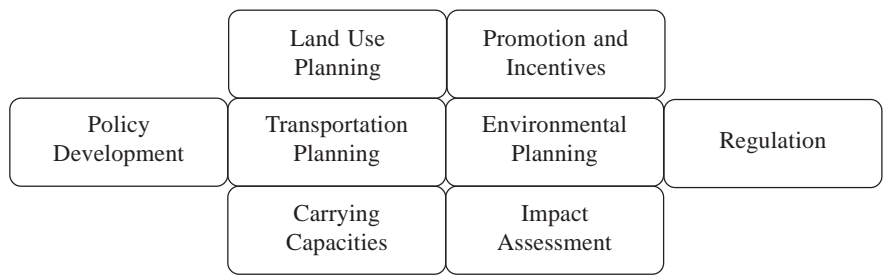 Land Use
Planning
Promotion and
Incentives
Policy
Development
Transportation
Planning
Environmental
Planning
Regulation
Carrying
Capacities
Impact
Assessment